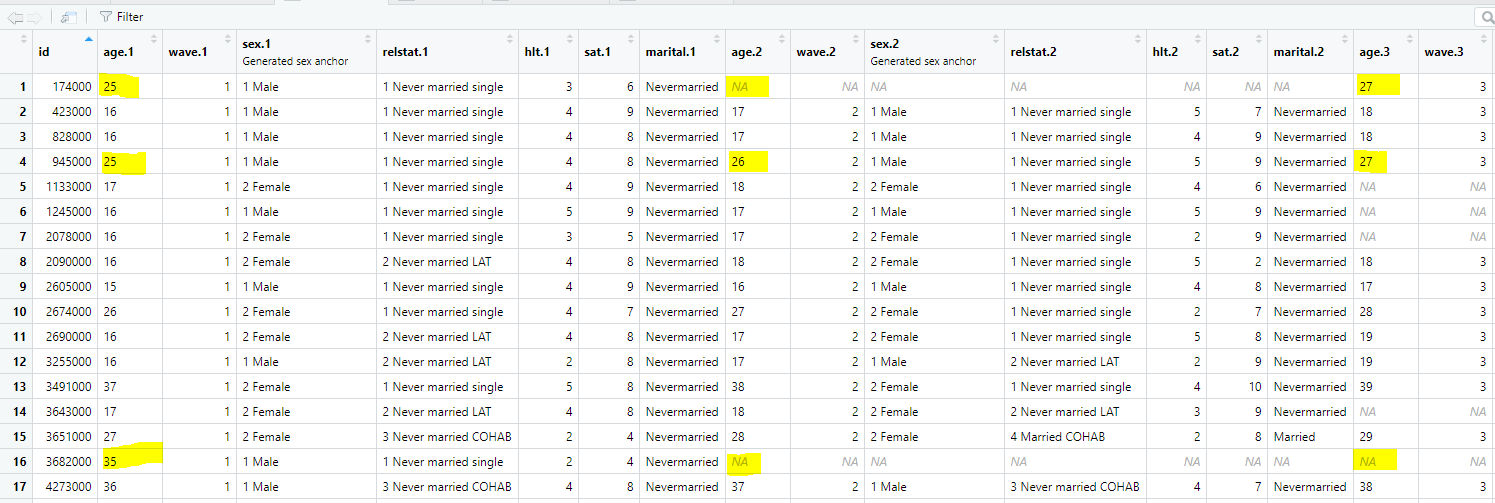 Filter
id age.1 wave.1 sex.1 Generated sex anchor relstat.1 hlt.1 sat.1 marital.1 age.2 wave.2 sex.2 Generated sex anchor relstat.2 hlt.2 sat.2 marital.2 age.3 wave.3
1 174000 25 1 1 Male 1 Never married single 3 6 Nevermarried NA NA NA NA NA NA NA 27 3
2 423000 16 1 1 Male 1 Never married single 4 9 Nevermarried 17 2 1 Male 1 Never married single 5 7 Nevermarried 18 3
3 828000 16 1 1 Male 1 Never married single 4 8 Nevermarried 17 2 1 Male 1 Never married single 4 9 Nevermarried 18 3
4 945000 25 1 1 Male 1 Never married single 4 8 Nevermarried 26 2 1 Male 1 Never married single 5 9 Nevermarried 27 3
5 1133000 17 1 2 Female 1 Never married single 4 9 Nevermarried 18 2 2 Female 1 Never married single 4 6 Nevermarried NA NA
6 1245000 16 1 1 Male 1 Never married single 5 9 Nevermarried 17 2 1 Male 1 Never married single 5 9 Nevermarried NA NA
7 2078000 16 1 2 Female 1 Never married single 3 5 Nevermarried 17 2 2 Female 1 Never married single 2 9 Nevermarried NA NA
8 2090000 16 1 2 Female 2 Never married LAT 4 8 Nevermarried 18 2 2 Female 1 Never married single 5 2 Nevermarried 18 3
9 2605000 15 1 1 Male 1 Never married single 4 9 Nevermarried 16 2 1 Male 1 Never married single 4 8 Nevermarried 17 3
10 2674000 26 1 2 Female 1 Never married single 4 7 Nevermarried 27 2 2 Female 1 Never married single 2 7 Nevermarried 28 3
11 2690000 16 1 2 Female 2 Never married LAT 4 8 Nevermarried 17 2 2 Female 1 Never married single 5 8 Nevermarried 19 3
12 3255000 16 1 1 Male 2 Never married LAT 2 8 Nevermarried 17 2 1 Male 2 Never married LAT 2 9 Nevermarried 19 3
13 3491000 37 1 2 Female 1 Never married single 5 8 Nevermarried 38 2 2 Female 1 Never married single 4 10 Nevermarried 39 3
14 3643000 17 1 2 Female 2 Never married LAT 4 8 Nevermarried 18 2 2 Female 2 Never married LAT 3 9 Nevermarried NA NA
15 3651000 27 1 2 Female 3 Never married COHAB 2 4 Nevermarried 28 2 2 Female 4 Married COHAB 2 8 Married 29 3
16 3682000 35 1 1 Male 1 Never married single 2 4 Nevermarried NA NA NA NA NA NA NA NA NA
17 4273000 36 1 1 Male 3 Never married COHAB 4 8 Nevermarried 37 2 1 Male 3 Never married COHAB 4 7 Nevermarried 38 3